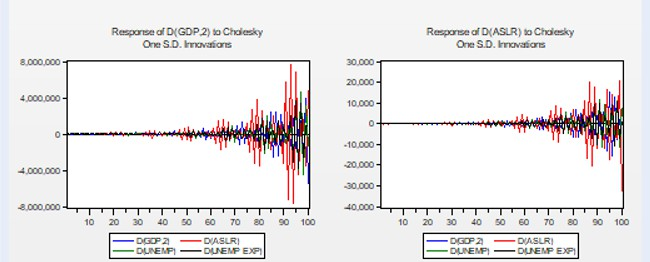 Response of D(GDP,2) to Cholesky
One S.D. Innovations
8,000,000
4,000,000
0
-4,000,000
-8,000,000
10 20 30 40 50 60 70 80 90 100
D(GDP,2) D(ASLR)
D(UNEMP) D(UNEMP EXP)
Response of D(ASLR) to Cholesky
One S.D. Innovations
30,000
20,000
10,000
0
-10,000
-20,000
-30,000
-40,000
10 20 30 40 50 60 70 80 90 100
D(GDP,2) D(ASLR)
D(UNEMP) D(UNEMP EXP)